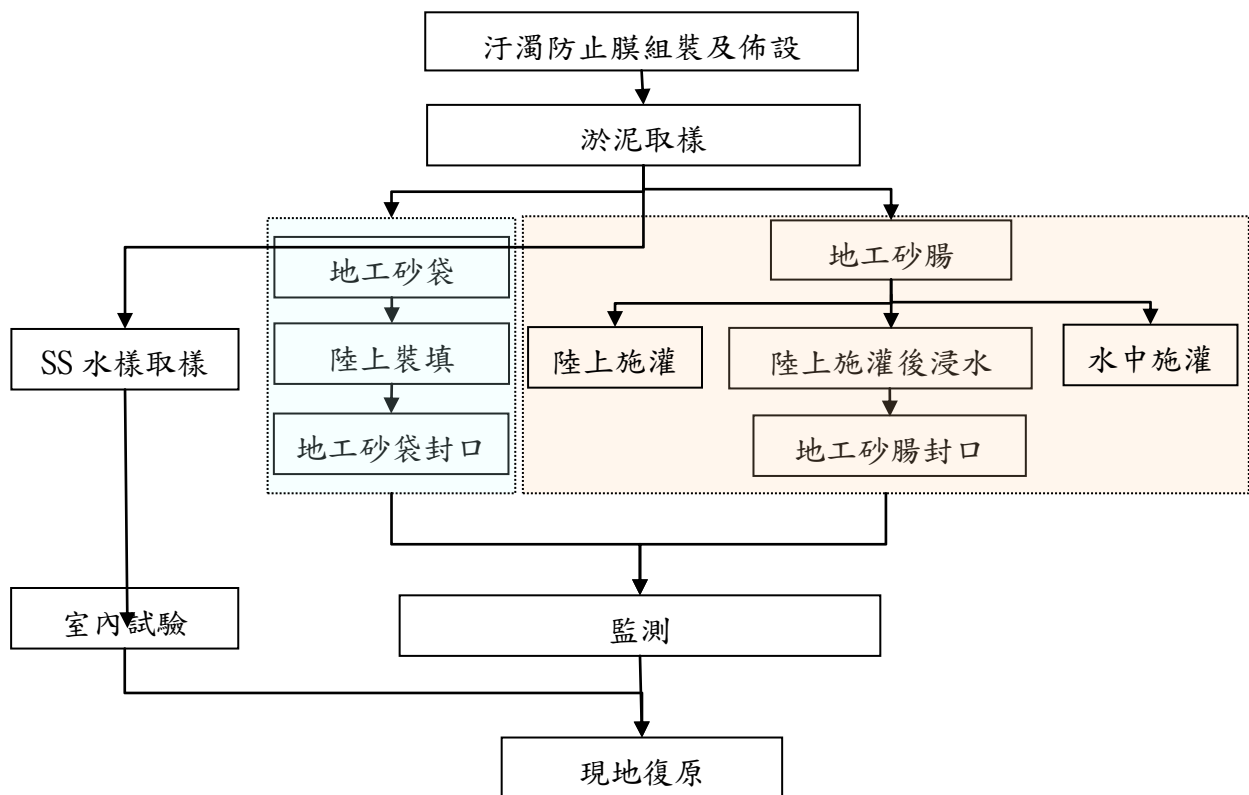 汙濁防止膜組裝及佈設
淤泥取樣
地工砂袋
地工砂腸
SS 水樣取樣
陸上裝填
陸上施灌
陸上施灌後浸水
水中施灌
地工砂袋封口
地工砂腸封口
室內試驗
監測
現地復原